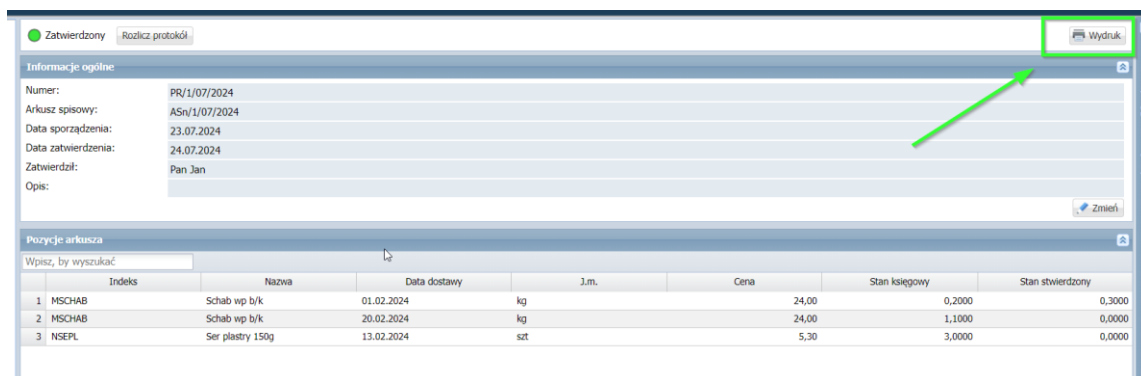 Zatwierdzony Rozlicz protokół Wydruk
Informacje ogólne
Numer: PR/1/07/2024
Arkusz spisowy: ASn/1/07/2024
Data sporządzenia: 23.07.2024
Data zatwierdzenia: 24.07.2024
Zatwierdził: Pan Jan
Opis:
Zmień
Pozycje arkusza
Wpisz, by wyszukać
Indeks Nazwa Data dostawy J.m. Cena Stan księgowy Stan stwierdzony
1 MSCHAB Schab wp b/k 01.02.2024 kg 24,00 0,2000 0,3000
2 MSCHAB Schab wp b/k 20.02.2024 kg 24,00 1,1000 0,0000
3 NSEPL Ser plastry 150g 13.02.2024 szt 5,30 3,0000 0,0000